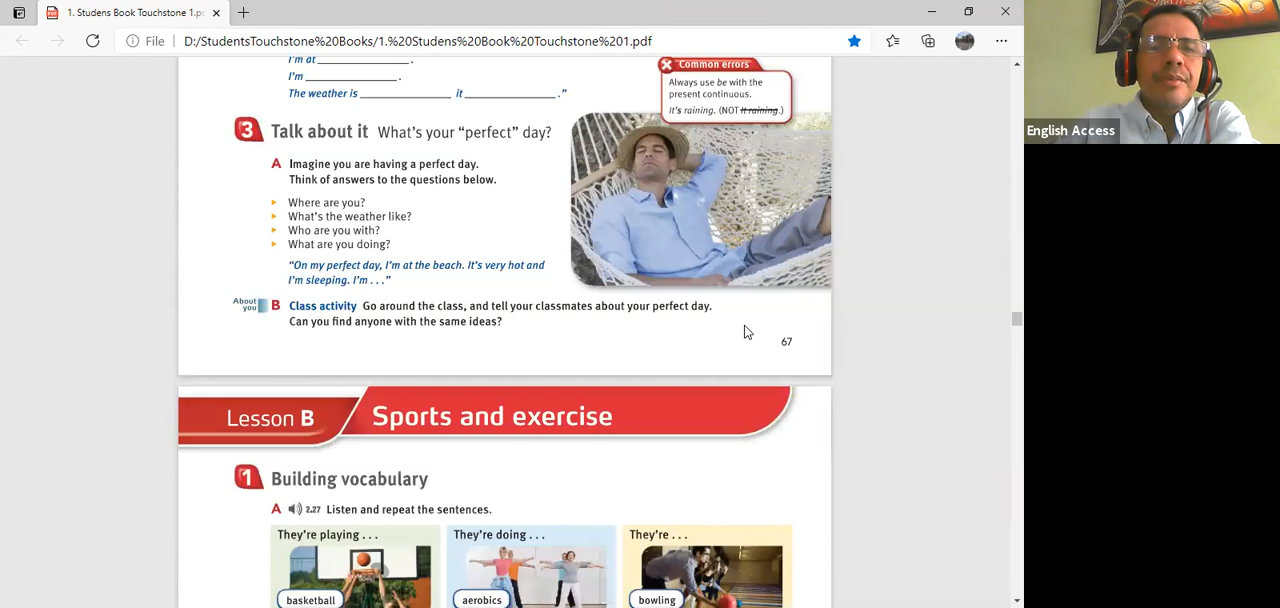 1. Studens Book Touchstone 1.p
File D:/StudentsTouchstone%20Books/1.%20Studens%20Book%20Touchstone%201.pdf
I'm at ____________.
I'm ____________.
The weather is ____________ it ____________."
Common errors
Always use be with the
present continuous.
It's raining. (NOT It raining.)
3 Talk about it What's your "perfect" day?
A Imagine you are having a perfect day.
Think of answers to the questions below.
Where are you?
What's the weather like?
Who are you with?
What are you doing?
"On my perfect day, I'm at the beach. It's very hot and
I'm sleeping. I'm . . ."
About
you
B Class activity Go around the class, and tell your classmates about your perfect day.
Can you find anyone with the same ideas?
67
Lesson B Sports and exercise
1 Building vocabulary
A 2.27 Listen and repeat the sentences.
They're playing . . .
They're doing . . .
They're . . .
basketball
aerobics
bowling
English Access